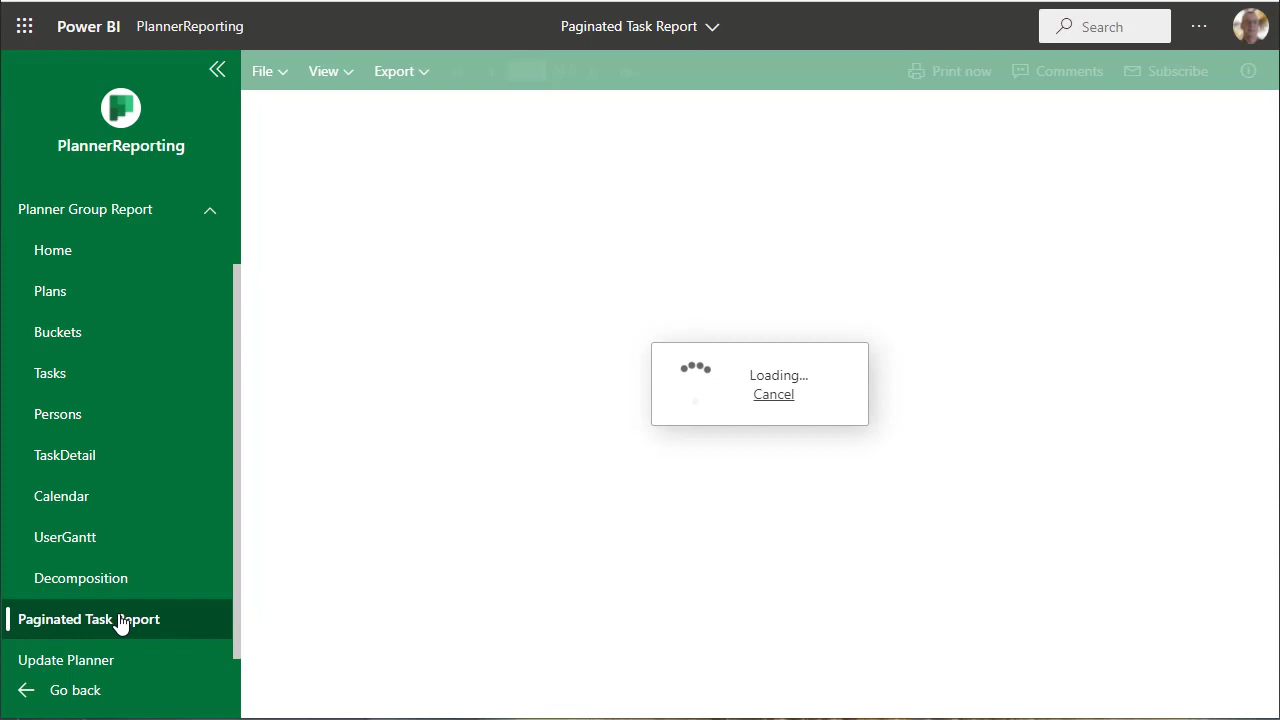 Power BI PlannerReporting
Paginated Task Report
Search
File
View
Export
Print now
Comments
Subscribe
PlannerReporting
Planner Group Report
Home
Plans
Buckets
Tasks
Persons
TaskDetail
Calendar
UserGantt
Decomposition
Paginated Task Report
Update Planner
Go back
Loading...
Cancel